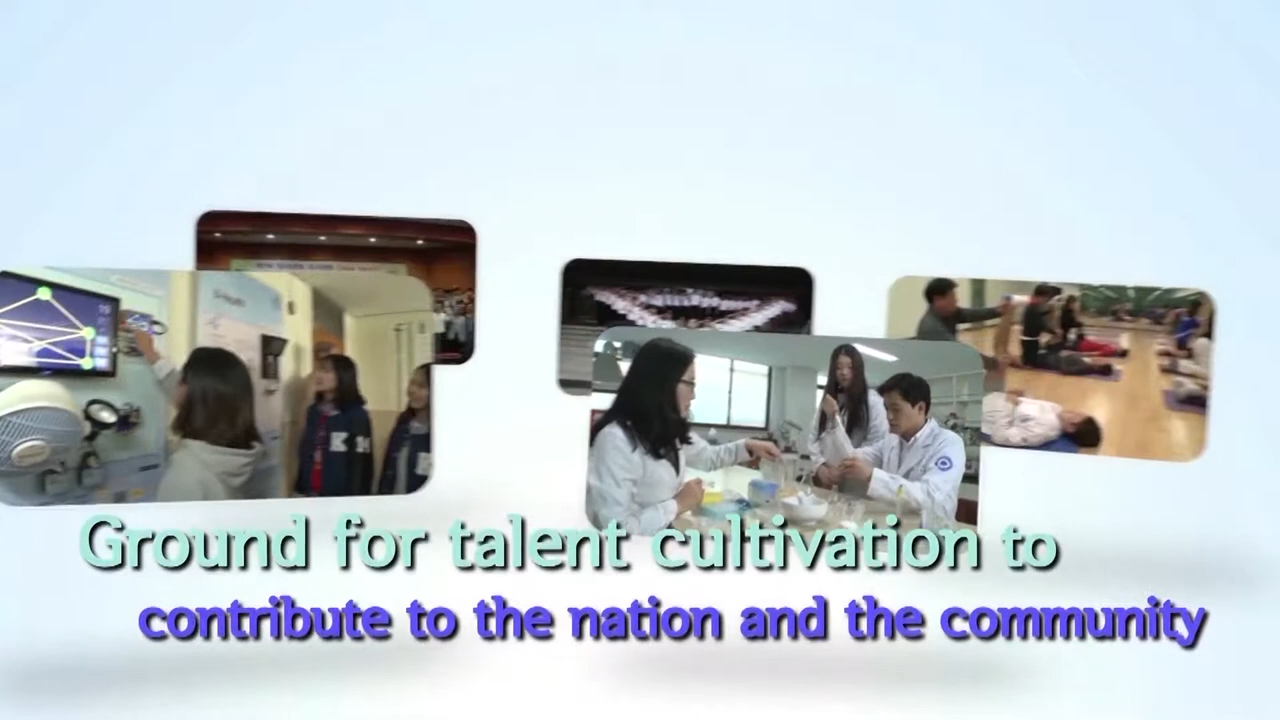 Ground for talent cultivation to
contribute to the nation and the community